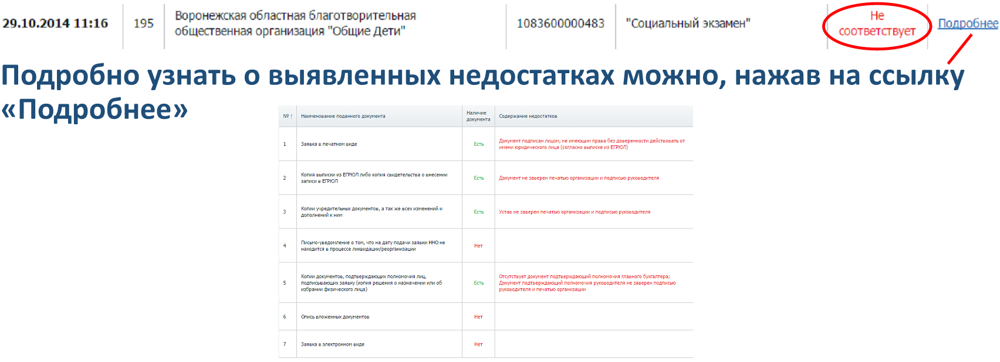 29.10.2014 11:16
195
Воронежская областная благотворительная
общественная организация "Общие Дети"
1083600000483
"Социальный экзамен"
Не
соответствует
Подробнее
Подробно узнать о выявленных недостатках можно, нажав на ссылку
«Подробнее»
№ ↑
Наименование поданного документа
Наличие
документа
Содержание недостатков
1
Заявка в печатном виде
Есть
Документ подписан лицом, не имеющим права без доверенности действовать от
имени юридического лица (согласно выписке из ЕГРЮЛ)
2
Копия выписки из ЕГРЮЛ либо копия свидетельства о внесении
записи в ЕГРЮЛ
Есть
Документ не заверен печатью организации и подписью руководителя
3
Копии учредительных документов, а так же всех изменений и
дополнений к ним
Есть
Устав не заверен печатью организации и подписью руководителя
4
Письмо-уведомление о том, что на дату подачи заявки ННО не
находится в процессе ликвидации/реорганизации
Нет
5
Копии документов, подтверждающих полномочия лиц,
подписывающих заявку (копия решения о назначении или об
избрании физического лица)
Есть
Отсутствует документ подтверждающий полномочия главного бухгалтера;
Документ подтверждающий полномочия руководителя не заверен подписью
руководителя и печатью организации
6
Опись вложенных документов
Нет
7
Заявка в электронном виде
Нет